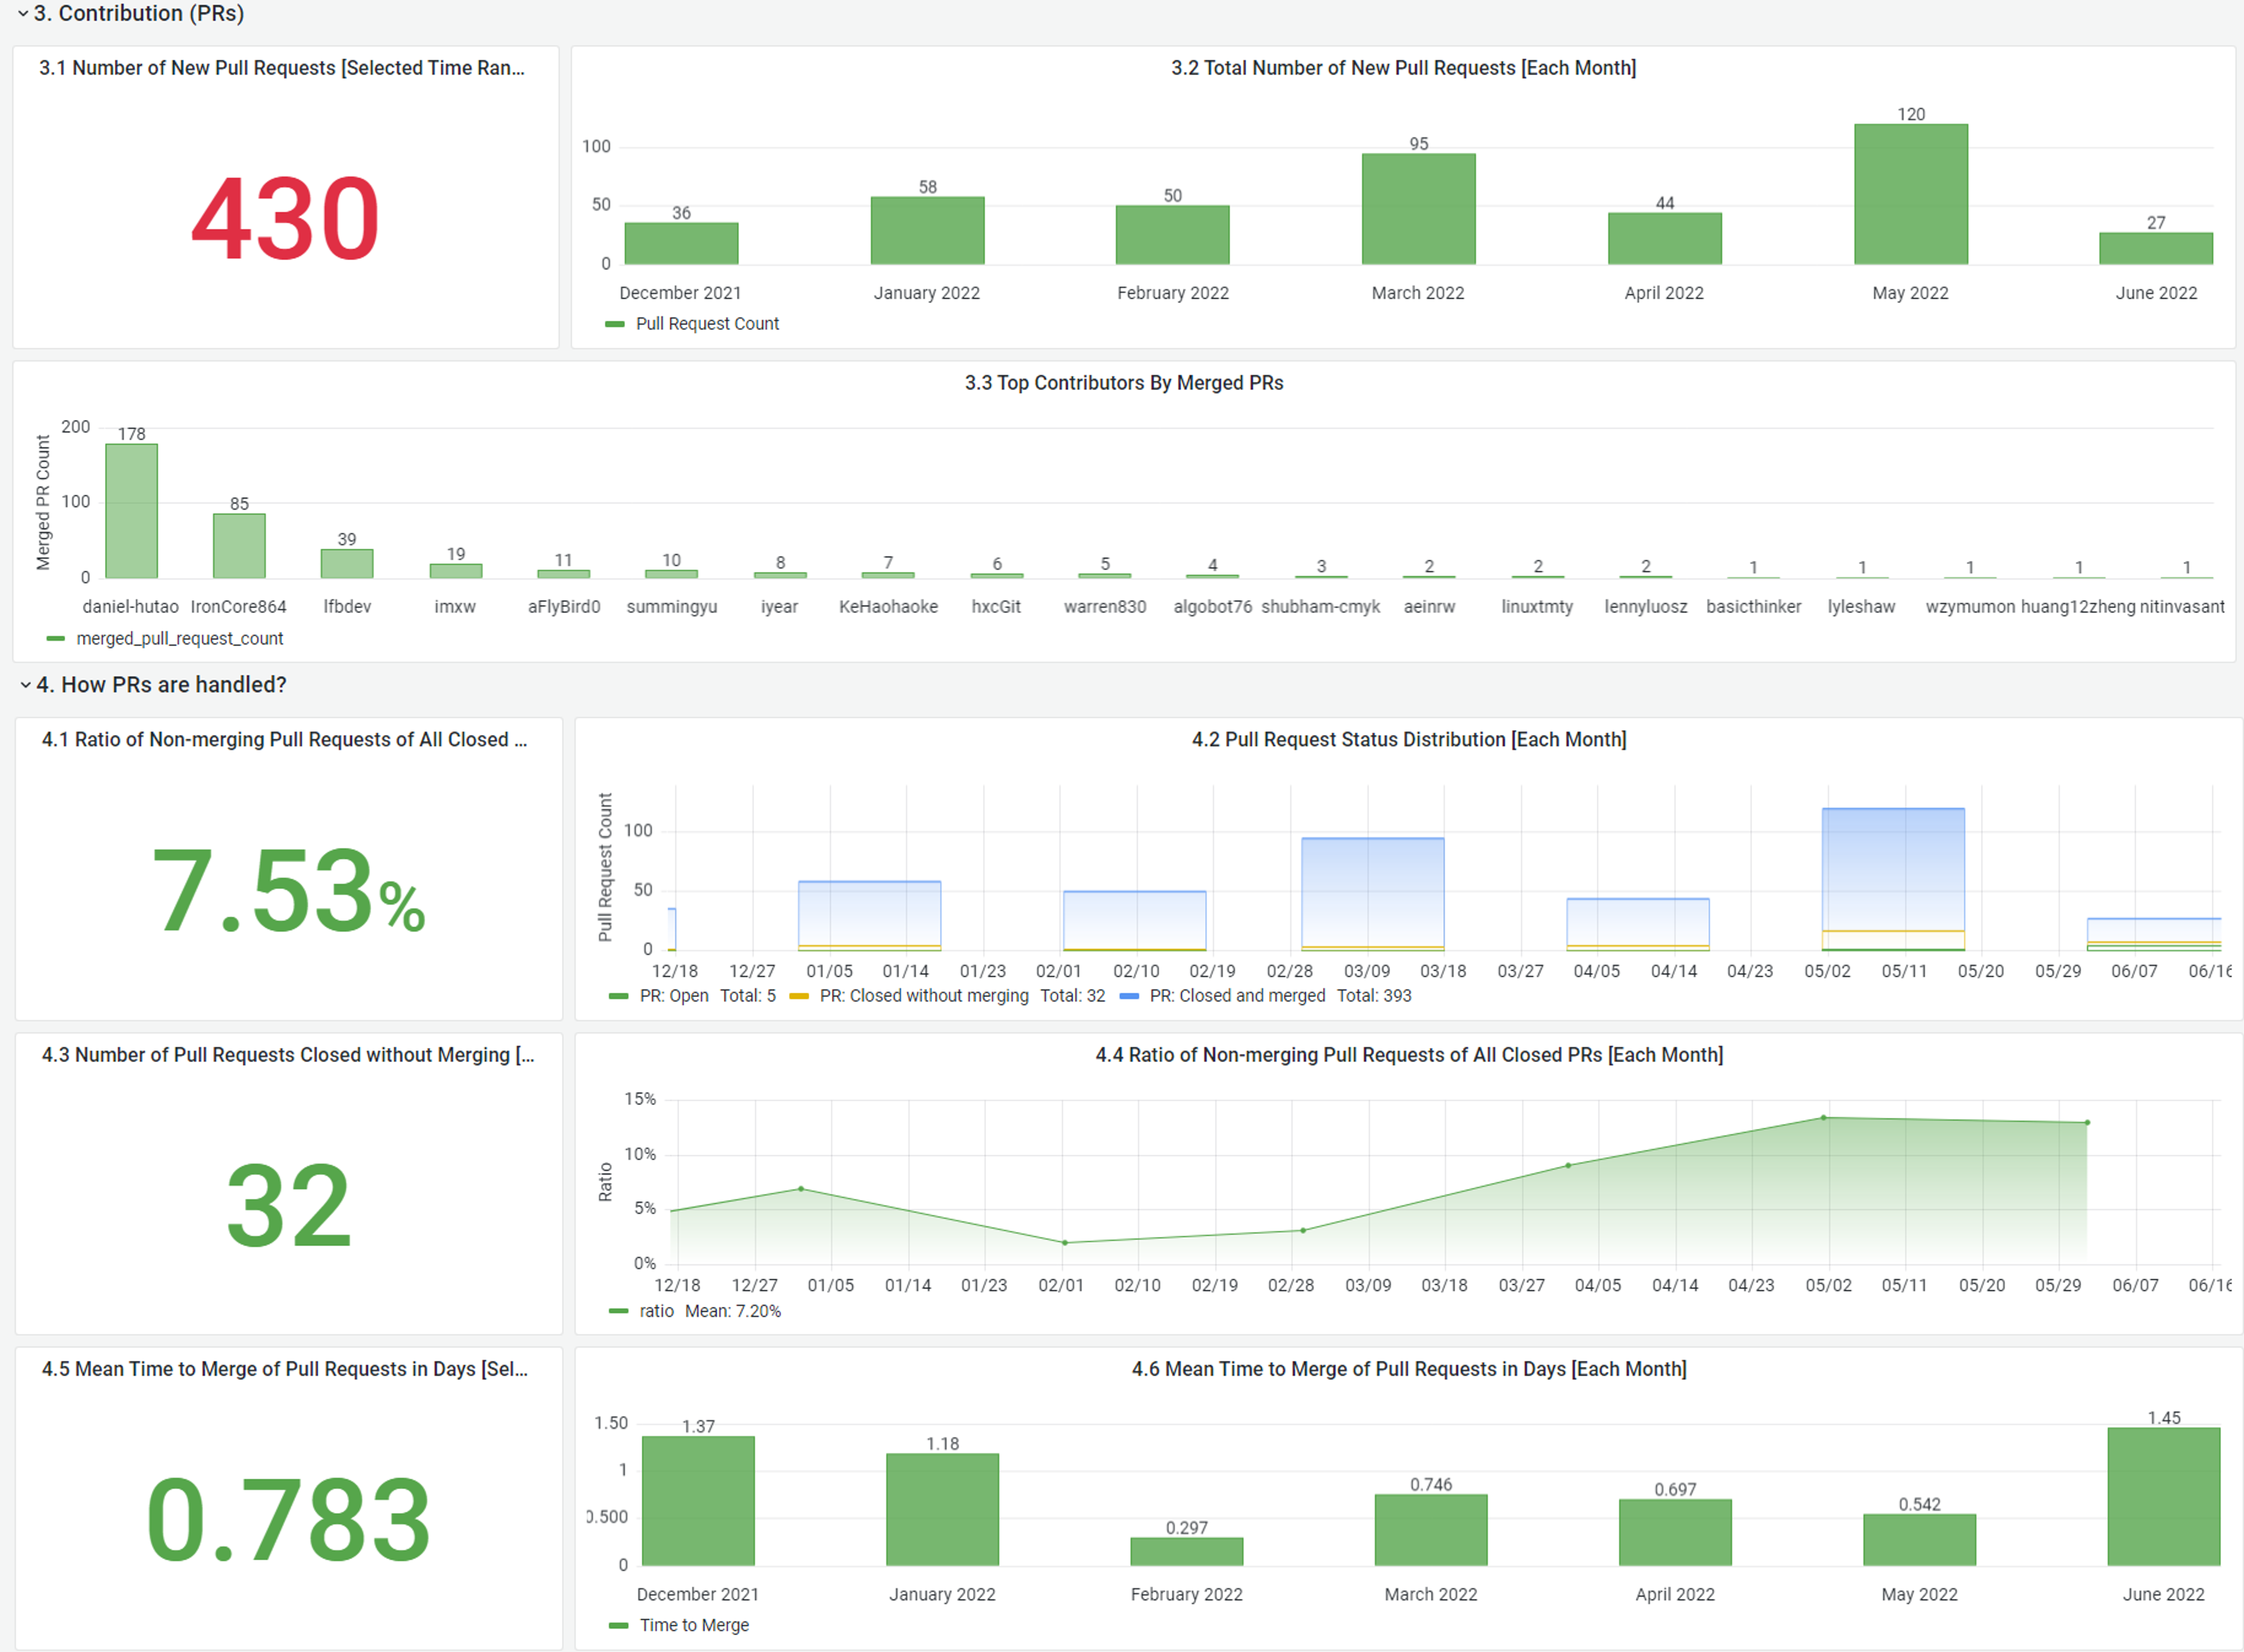 3. Contribution (PRs)
3.1 Number of New Pull Requests [Selected Time Ran...
430
3.2 Total Number of New Pull Requests [Each Month]
100
50
0
36
58
50
95
44
120
27
December 2021
January 2022
February 2022
March 2022
April 2022
May 2022
June 2022
Pull Request Count
3.3 Top Contributors By Merged PRs
Merged PR Count
200
100
0
178
85
39
19
11
10
8
7
6
5
4
3
2
2
2
1
1
1
1
1
daniel-hutao
IronCore864
lfbdev
imxw
aFlyBird0
summingyu
iyear
KeHaohaoke
hxcGit
warren830
algobot76
shubham-cmyk
aeinrw
linuxtmty
lennyluosz
basicthinker
lyleshaw
wzymumon
huang12zheng
nitinvasant
merged_pull_request_count
4. How PRs are handled?
4.1 Ratio of Non-merging Pull Requests of All Closed ...
7.53%
4.2 Pull Request Status Distribution [Each Month]
Pull Request Count
100
50
0
12/18
12/27
01/05
01/14
01/23
02/01
02/10
02/19
02/28
03/09
03/18
03/27
04/05
04/14
04/23
05/02
05/11
05/20
05/29
06/07
06/16
PR: Open Total: 5
PR: Closed without merging Total: 32
PR: Closed and merged Total: 393
4.3 Number of Pull Requests Closed without Merging [...
32
4.4 Ratio of Non-merging Pull Requests of All Closed PRs [Each Month]
Ratio
15%
10%
5%
0%
12/18
12/27
01/05
01/14
01/23
02/01
02/10
02/19
02/28
03/09
03/18
03/27
04/05
04/14
04/23
05/02
05/11
05/20
05/29
06/07
06/16
ratio Mean: 7.20%
4.5 Mean Time to Merge of Pull Requests in Days [Sel...
0.783
4.6 Mean Time to Merge of Pull Requests in Days [Each Month]
1.50
1
0.500
0
1.37
1.18
0.297
0.746
0.697
0.542
1.45
December 2021
January 2022
February 2022
March 2022
April 2022
May 2022
June 2022
Time to Merge